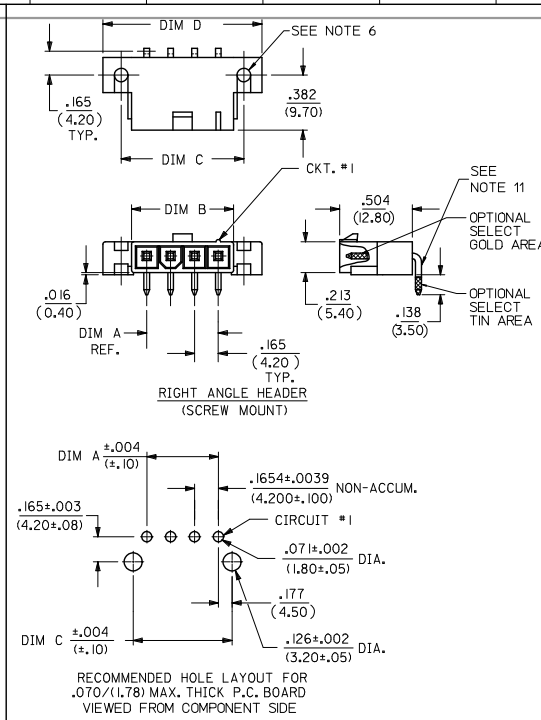 DIM D
SEE NOTE 6
.165
(4.20)
TYP.
.382
(9.70)
DIM C
CKT. #1
DIM B
SEE
NOTE 11
.504
(12.80)
OPTIONAL
SELECT
GOLD AREA
.016
(0.40)
.213
(5.40)
.138
(3.50)
OPTIONAL
SELECT
TIN AREA
DIM A
REF.
.165
(4.20)
TYP.
RIGHT ANGLE HEADER
(SCREW MOUNT)
DIM A ±.004
(±.10)
.1654±.0039
(4.200±.100) NON-ACCUM.
.165±.003
(4.20±.08)
CIRCUIT #1
.071±.002
(1.80±.05) DIA.
.177
(4.50)
DIM C ±.004
(±.10)
.126±.002
(3.20±.05) DIA.
RECOMMENDED HOLE LAYOUT FOR
.070/(1.78) MAX. THICK P.C. BOARD
VIEWED FROM COMPONENT SIDE